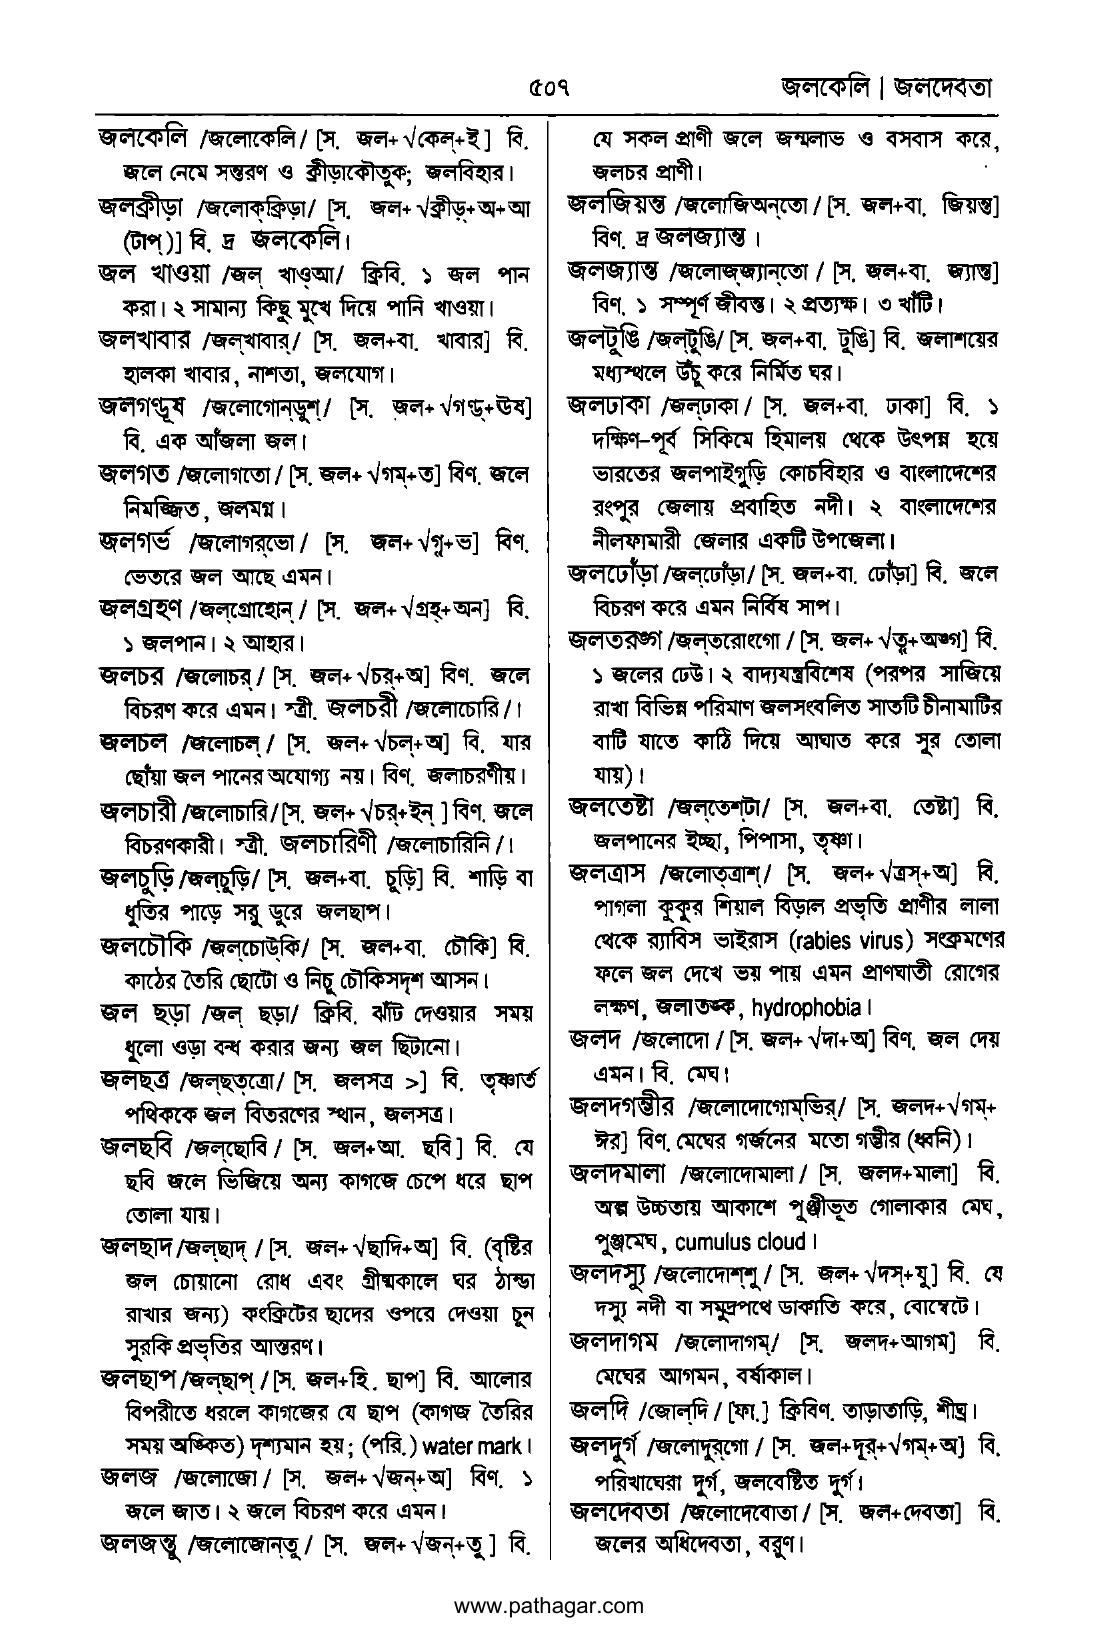 ৫০৭
জলকেলি | জলদেবতা
জলকেলি /জলোকেলি/ [স. জল+√কেল্+ই] বি.
জলে নেমে সন্তরণ ও ক্রীড়াকৌতুক; জলবিহার।
জলক্রীড়া /জলোক্‌ক্রিড়া/ [স. জল+√ক্রীড়্+অ+আ
(টাপ্)] বি. দ্র জলকেলি।
জল খাওয়া /জল্ খাওআ/ ক্রিবি. ১ জল পান
করা। ২ সামান্য কিছু মুখে দিয়ে পানি খাওয়া।
জলখাবার /জল্‌খাবার্/ [স. জল+বা. খাবার] বি.
হালকা খাবার, নাশতা, জলযোগ।
জলগণ্ডূষ /জলোগোন্‌ডুশ্/ [স. জল+√গণ্ড্+ঊষ]
বি. এক আঁজলা জল।
জলগত /জলোগতো/ [স. জল+√গম্+ত] বিণ. জলে
নিমজ্জিত, জলমগ্ন।
জলগর্ভ /জলোগর্‌ভো/ [স. জল+√গৄ+ভ] বিণ.
ভেতরে জল আছে এমন।
জলগ্রহণ /জল্‌গ্রোহোন্/ [স. জল+√গ্রহ্+অন] বি.
১ জলপান। ২ আহার।
জলচর /জলোচর্/ [স. জল+√চর্+অ] বিণ. জলে
বিচরণ করে এমন। স্ত্রী. জলচরী /জলোচোরি/।
জলচল /জলোচল্/ [স. জল+√চল্+অ] বি. যার
ছোঁয়া জল পানের অযোগ্য নয়। বিণ. জলাচরণীয়।
জলচারী /জলোচারি/ [স. জল+√চর্+ইন্] বিণ. জলে
বিচরণকারী। স্ত্রী. জলচারিণী /জলোচারিনি/।
জলচুড়ি /জল্‌চুড়ি/ [স. জল+বা. চুড়ি] বি. শাড়ি বা
ধুতির পাড়ে সরু ডুরে জলছাপ।
জলচৌকি /জল্‌চোউ্‌কি/ [স. জল+বা. চৌকি] বি.
কাঠের তৈরি ছোটো ও নিচু চৌকিসদৃশ আসন।
জল ছড়া /জল্ ছড়া/ ক্রিবি. ঝাঁট দেওয়ার সময়
ধুলো ওড়া বন্ধ করার জন্য জল ছিটানো।
জলছত্র /জল্‌ছত্‌ত্রো/ [স. জলসত্র >] বি. তৃষ্ণার্ত
পথিককে জল বিতরণের স্থান, জলসত্র।
জলছবি /জল্‌ছোবি/ [স. জল+আ. ছবি] বি. যে
ছবি জলে ভিজিয়ে অন্য কাগজে চেপে ধরে ছাপ
তোলা যায়।
জলছাদ /জল্‌ছাদ্/ [স. জল+√ছাদি+অ] বি. (বৃষ্টির
জল চোয়ানো রোধ এবং গ্রীষ্মকালে ঘর ঠান্ডা
রাখার জন্য) কংক্রিটের ছাদের ওপরে দেওয়া চুন
সুরকি প্রভৃতির আস্তরণ।
জলছাপ /জল্‌ছাপ্/ [স. জল+হি. ছাপ] বি. আলোর
বিপরীতে ধরলে কাগজের যে ছাপ (কাগজ তৈরির
সময় অঙ্কিত) দৃশ্যমান হয়; (পরি.) water mark।
জলজ /জলোজো/ [স. জল+√জন্+অ] বিণ. ১
জলে জাত। ২ জলে বিচরণ করে এমন।
জলজন্তু /জলোজোন্‌তু/ [স. জল+√জন্+তু] বি.
যে সকল প্রাণী জলে জন্মলাভ ও বসবাস করে,
জলচর প্রাণী।
জলজিয়ন্ত /জলোজিঅন্‌তো/ [স. জল+বা. জিয়ন্ত]
বিণ. দ্র জলজ্যান্ত।
জলজ্যান্ত /জলোজ্‌জ্যান্‌তো/ [স. জল+বা. জ্যান্ত]
বিণ. ১ সম্পূর্ণ জীবন্ত। ২ প্রত্যক্ষ। ৩ খাঁটি।
জলটুঙি /জল্‌টুঙি/ [স. জল+বা. টুঙি] বি. জলাশয়ের
মধ্যস্থলে উঁচু করে নির্মিত ঘর।
জলঢাকা /জল্‌ঢাকা/ [স. জল+বা. ঢাকা] বি. ১
দক্ষিণ-পূর্ব সিকিমে হিমালয় থেকে উৎপন্ন হয়ে
ভারতের জলপাইগুড়ি কোচবিহার ও বাংলাদেশের
রংপুর জেলায় প্রবাহিত নদী। ২ বাংলাদেশের
নীলফামারী জেলার একটি উপজেলা।
জলঢোঁড়া /জল্‌ঢোঁড়া/ [স. জল+বা. ঢোঁড়া] বি. জলে
বিচরণ করে এমন নির্বিষ সাপ।
জলতরঙ্গ /জল্‌তরোংগো/ [স. জল+√তৄ+অঙ্গ] বি.
১ জলের ঢেউ। ২ বাদ্যযন্ত্রবিশেষ (পরপর সাজিয়ে
রাখা বিভিন্ন পরিমাণ জলসংবলিত সাতটি চীনামাটির
বাটি যাতে কাঠি দিয়ে আঘাত করে সুর তোলা
যায়)।
জলতেষ্টা /জল্‌তেশ্‌টা/ [স. জল+বা. তেষ্টা] বি.
জলপানের ইচ্ছা, পিপাসা, তৃষ্ণা।
জলত্রাস /জলোত্‌ত্রাশ্/ [স. জল+√ত্রস্+অ] বি.
পাগলা কুকুর শিয়াল বিড়াল প্রভৃতি প্রাণীর লালা
থেকে র‍্যাবিস ভাইরাস (rabies virus) সংক্রমণের
ফলে জল দেখে ভয় পায় এমন প্রাণঘাতী রোগের
লক্ষণ, জলাতঙ্ক, hydrophobia।
জলদ /জলোদো/ [স. জল+√দা+অ] বিণ. জল দেয়
এমন। বি. মেঘ।
জলদগম্ভীর /জলোদোগোম্‌ভির্/ [স. জলদ+√গম্+
ঈর] বিণ. মেঘের গর্জনের মতো গম্ভীর (ধ্বনি)।
জলদমালা /জলোদোমালা/ [স. জলদ+মালা] বি.
অল্প উচ্চতায় আকাশে পুঞ্জীভূত গোলাকার মেঘ,
পুঞ্জমেঘ, cumulus cloud।
জলদস্যু /জলোদোশ্‌শু/ [স. জল+√দস্+যু] বি. যে
দস্যু নদী বা সমুদ্রপথে ডাকাতি করে, বোম্বেটে।
জলদাগম /জলোদাগম্/ [স. জলদ+আগম] বি.
মেঘের আগমন, বর্ষাকাল।
জলদি /জোল্‌দি/ [ফা.] ক্রিবিণ. তাড়াতাড়ি, শীঘ্র।
জলদুর্গ /জলোদুর্‌গো/ [স. জল+দুর্+√গম্+অ] বি.
পরিখাঘেরা দুর্গ, জলবেষ্টিত দুর্গ।
জলদেবতা /জলোদেবোতা/ [স. জল+দেবতা] বি.
জলের অধিদেবতা, বরুণ।
www.pathagar.com